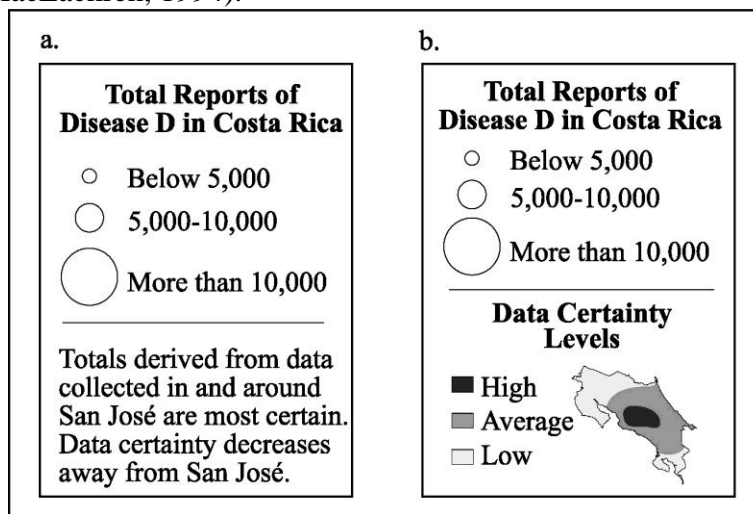 a.
Total Reports of
Disease D in Costa Rica
Below 5,000
5,000-10,000
More than 10,000
Totals derived from data
collected in and around
San José are most certain.
Data certainty decreases
away from San José.
b.
Total Reports of
Disease D in Costa Rica
Below 5,000
5,000-10,000
More than 10,000
Data Certainty
Levels
High
Average
Low